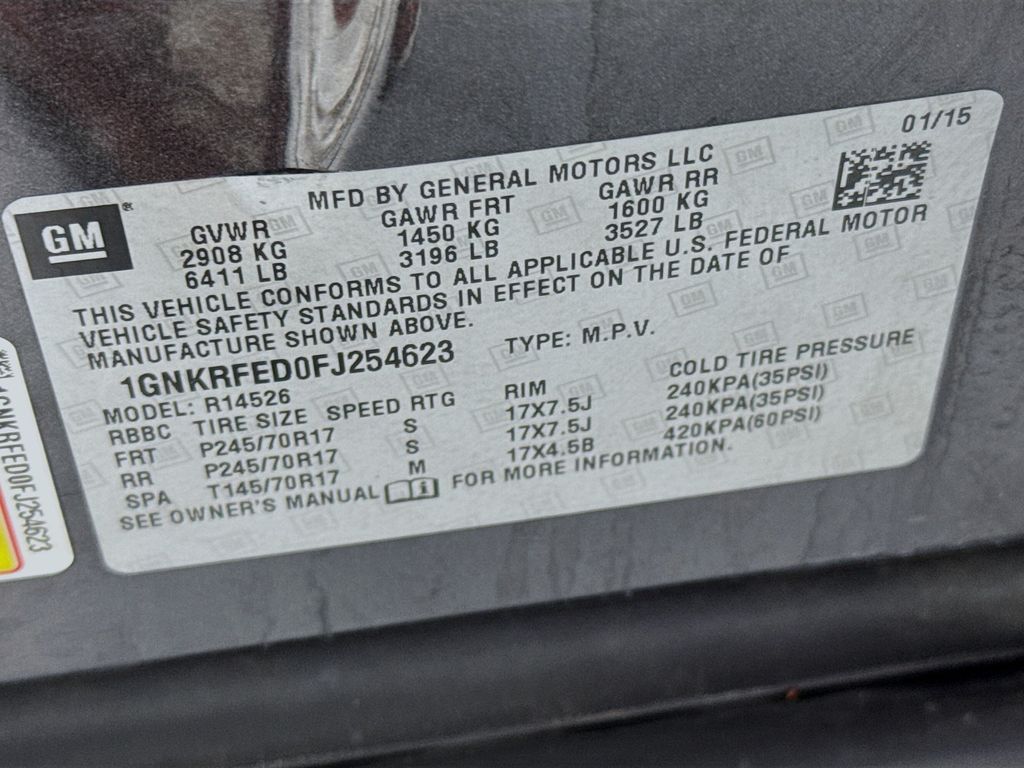 01/15
MFD BY GENERAL MOTORS LLC
GM®
GVWR GAWR FRT GAWR RR
2908 KG 1450 KG 1600 KG
6411 LB 3196 LB 3527 LB
THIS VEHICLE CONFORMS TO ALL APPLICABLE U.S. FEDERAL MOTOR
VEHICLE SAFETY STANDARDS IN EFFECT ON THE DATE OF
MANUFACTURE SHOWN ABOVE.
1GNKRFED0FJ254623 TYPE: M.P.V.
MODEL: R14526
RBBC TIRE SIZE SPEED RTG RIM COLD TIRE PRESSURE
FRT P245/70R17 S 17X7.5J 240KPA(35PSI)
RR P245/70R17 S 17X7.5J 240KPA(35PSI)
SPA T145/70R17 M 17X4.5B 420KPA(60PSI)
SEE OWNER'S MANUAL FOR MORE INFORMATION.
1GNKRFED0FJ254623